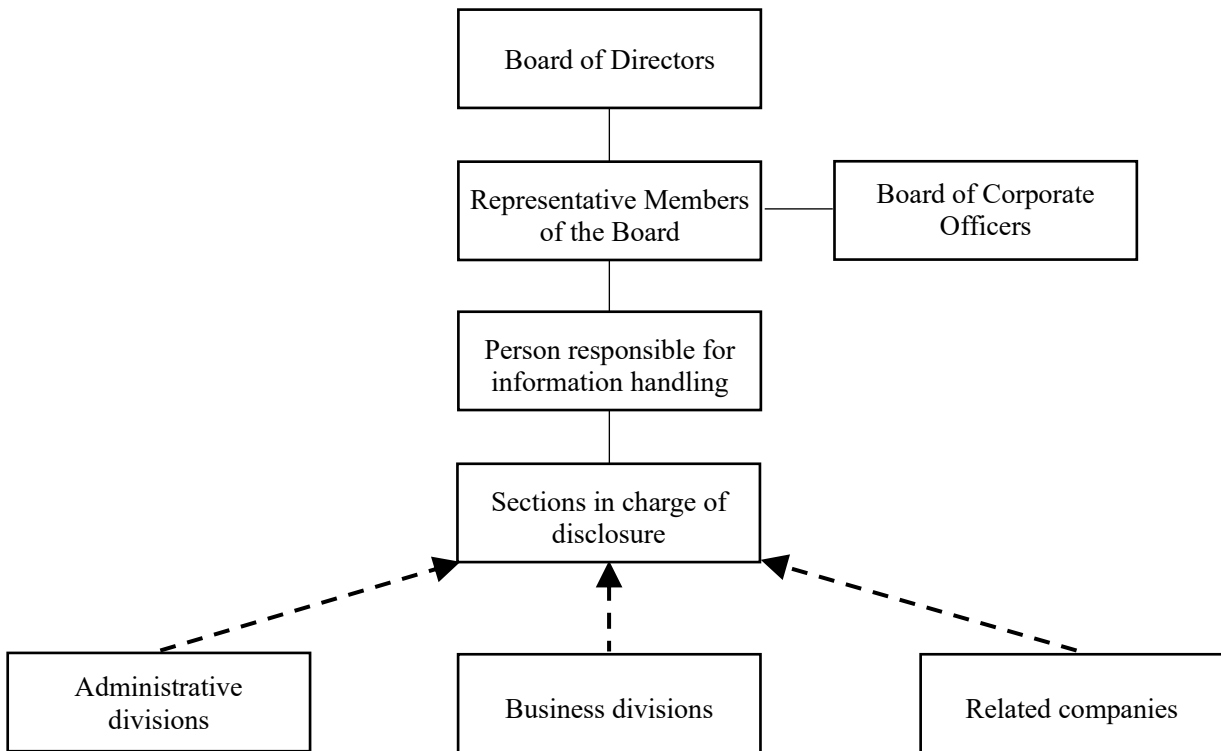 Board of Directors
Representative Members
of the Board
Board of Corporate
Officers
Person responsible for
information handling
Sections in charge of
disclosure
Administrative
divisions
Business divisions
Related companies